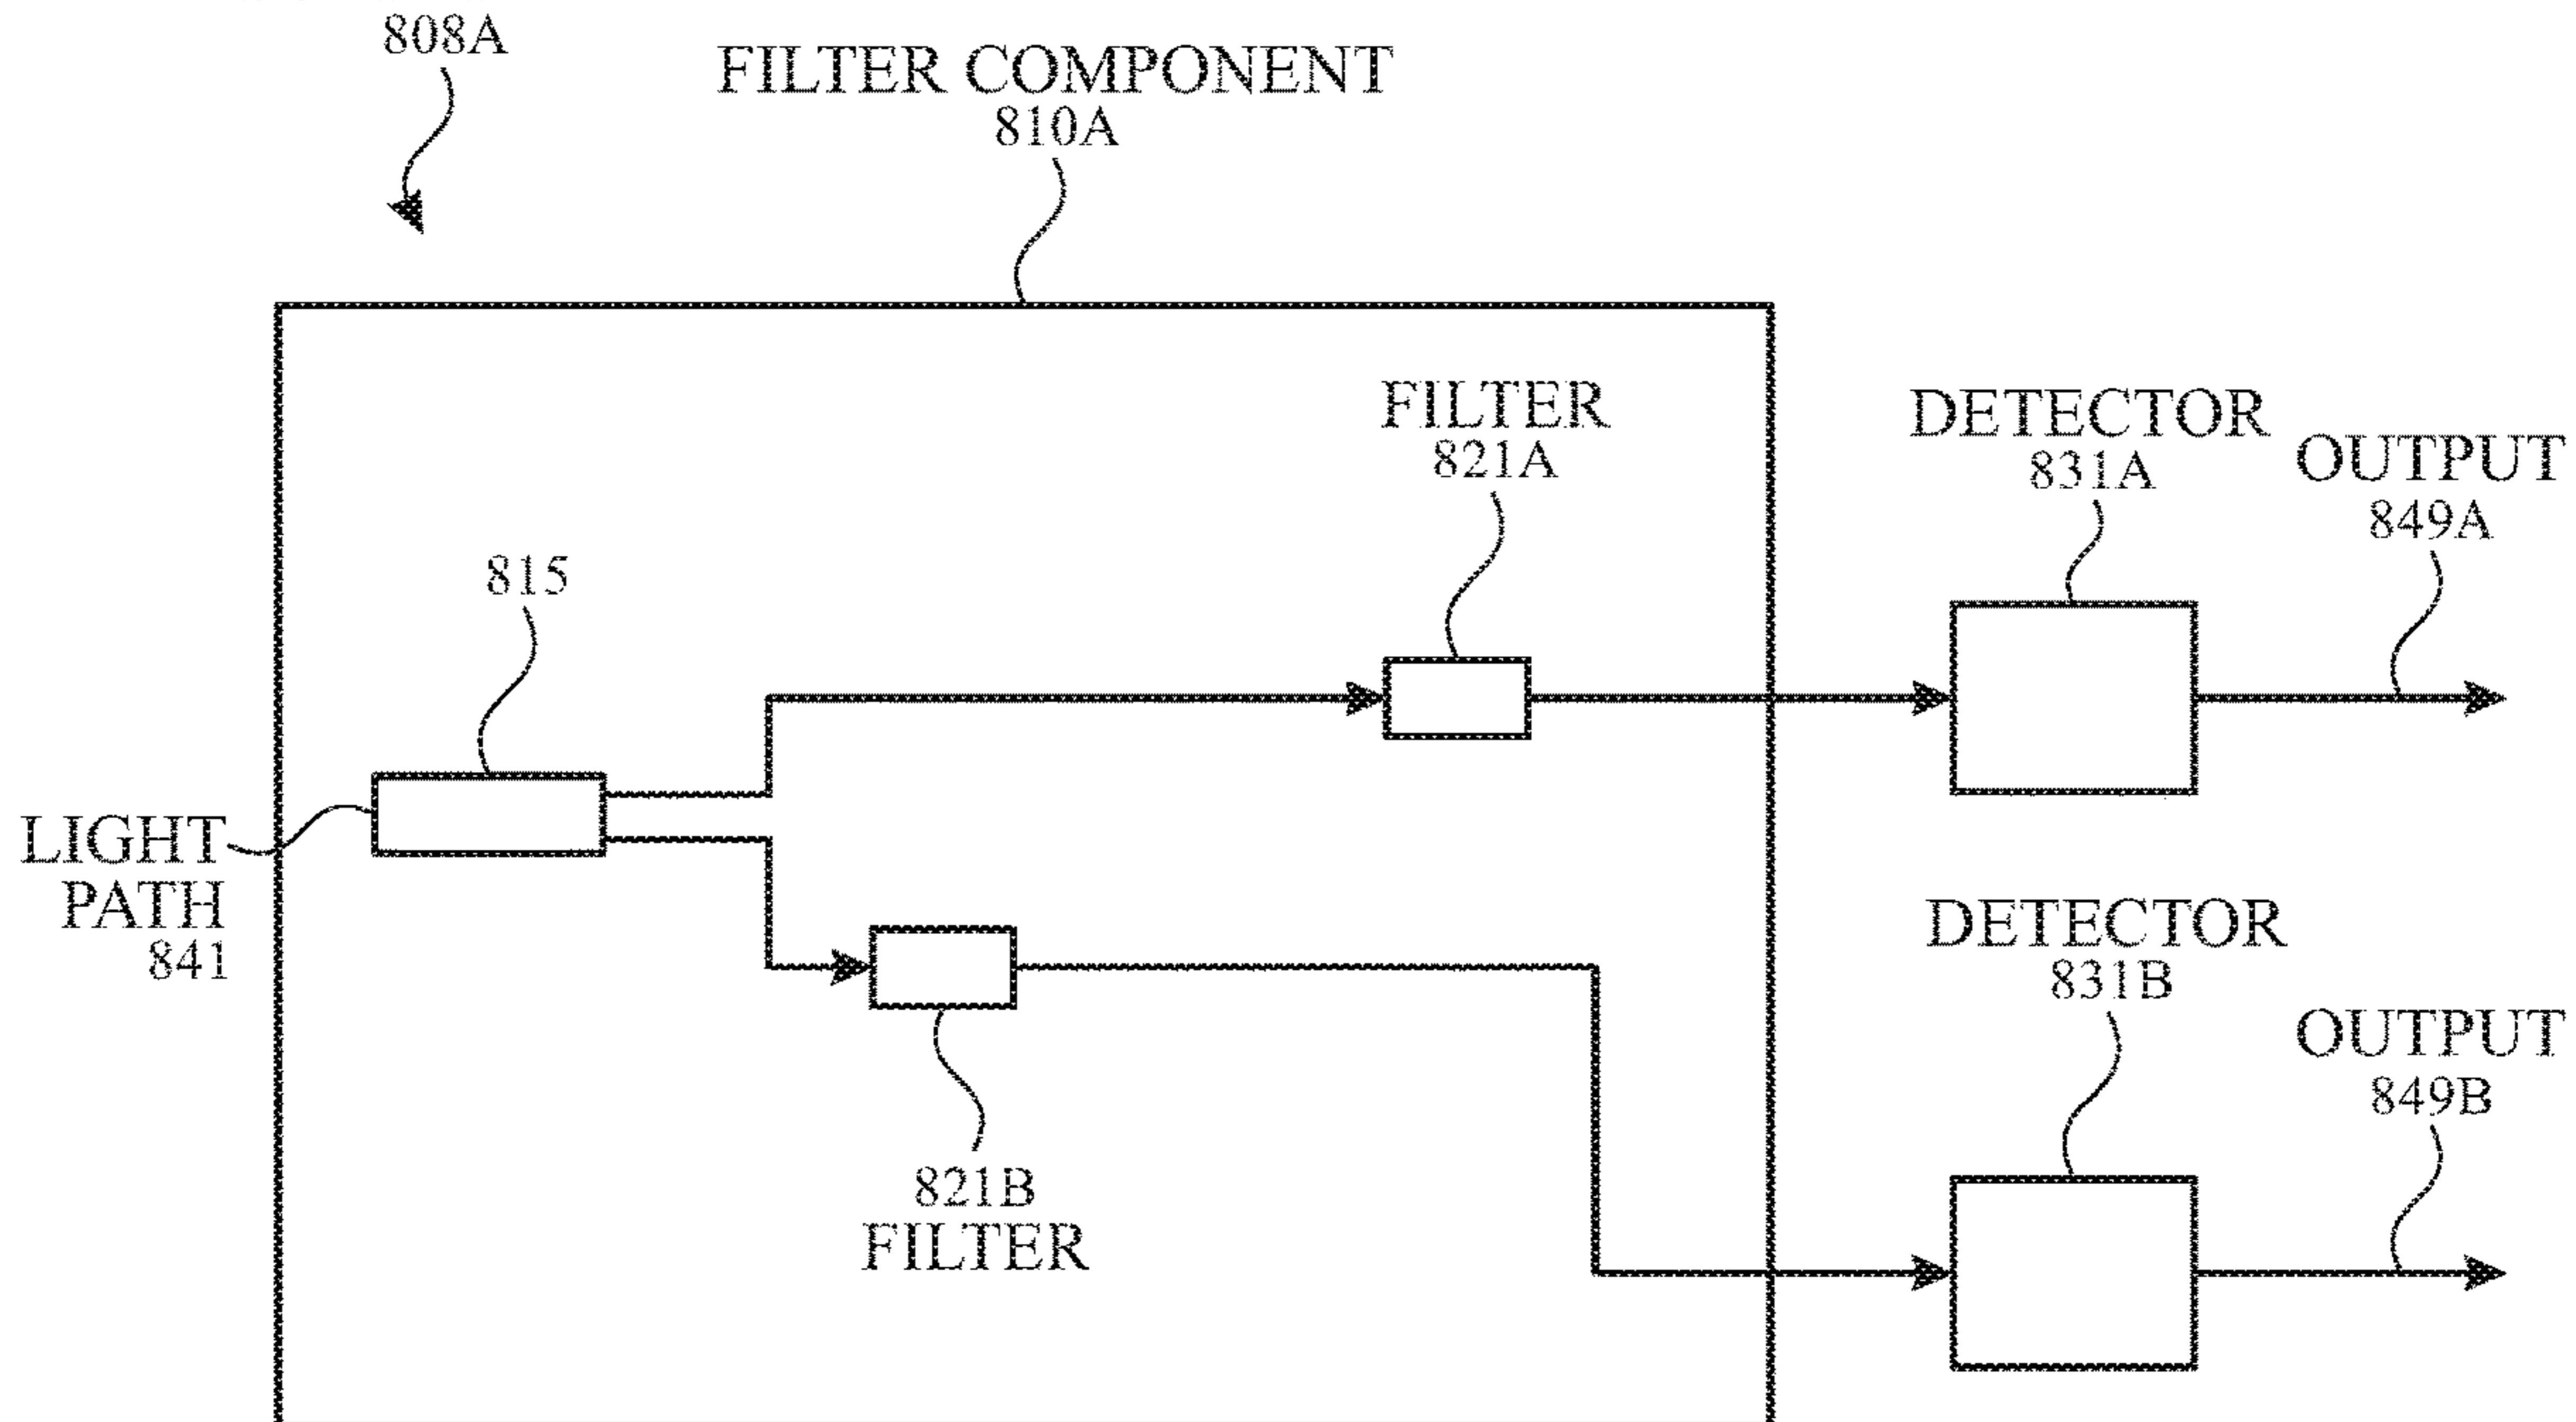 808A
FILTER COMPONENT
810A
FILTER
821A
DETECTOR
831A
OUTPUT
849A
815
LIGHT
PATH
841
821B
FILTER
DETECTOR
831B
OUTPUT
849B